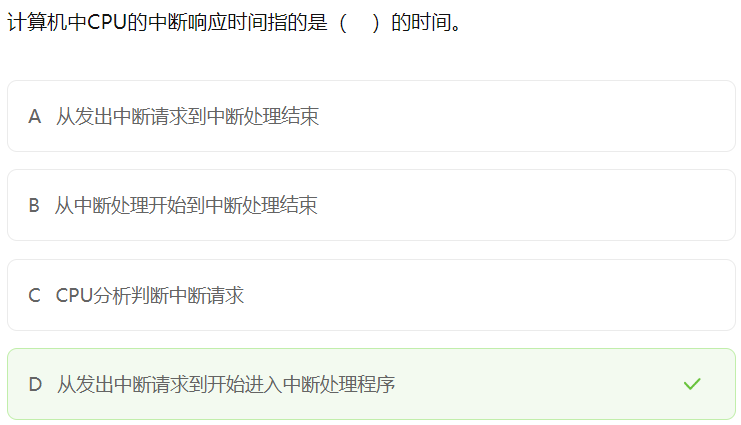 计算机中CPU的中断响应时间指的是（　）的时间。
A 从发出中断请求到中断处理结束
B 从中断处理开始到中断处理结束
C CPU分析判断中断请求
D 从发出中断请求到开始进入中断处理程序